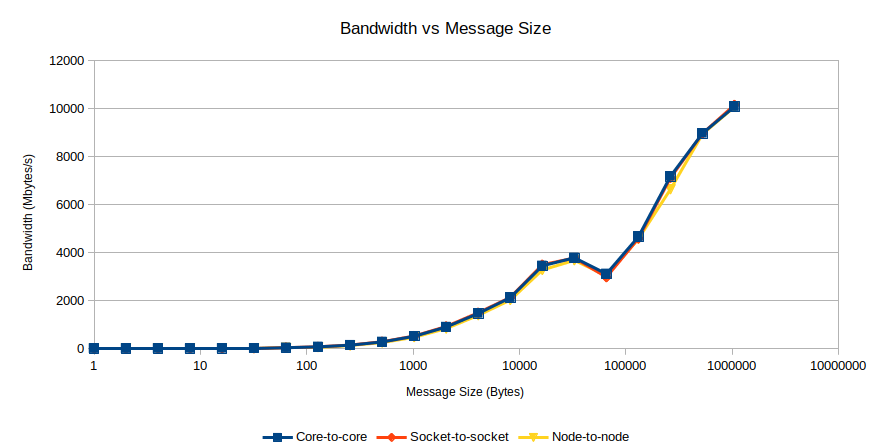 Bandwidth vs Message Size
12000
10000
8000
6000
4000
2000
0
Bandwidth (Mbytes/s)
1 10 100 1000 10000 100000 1000000 10000000
Message Size (Bytes)
Core-to-core Socket-to-socket Node-to-node